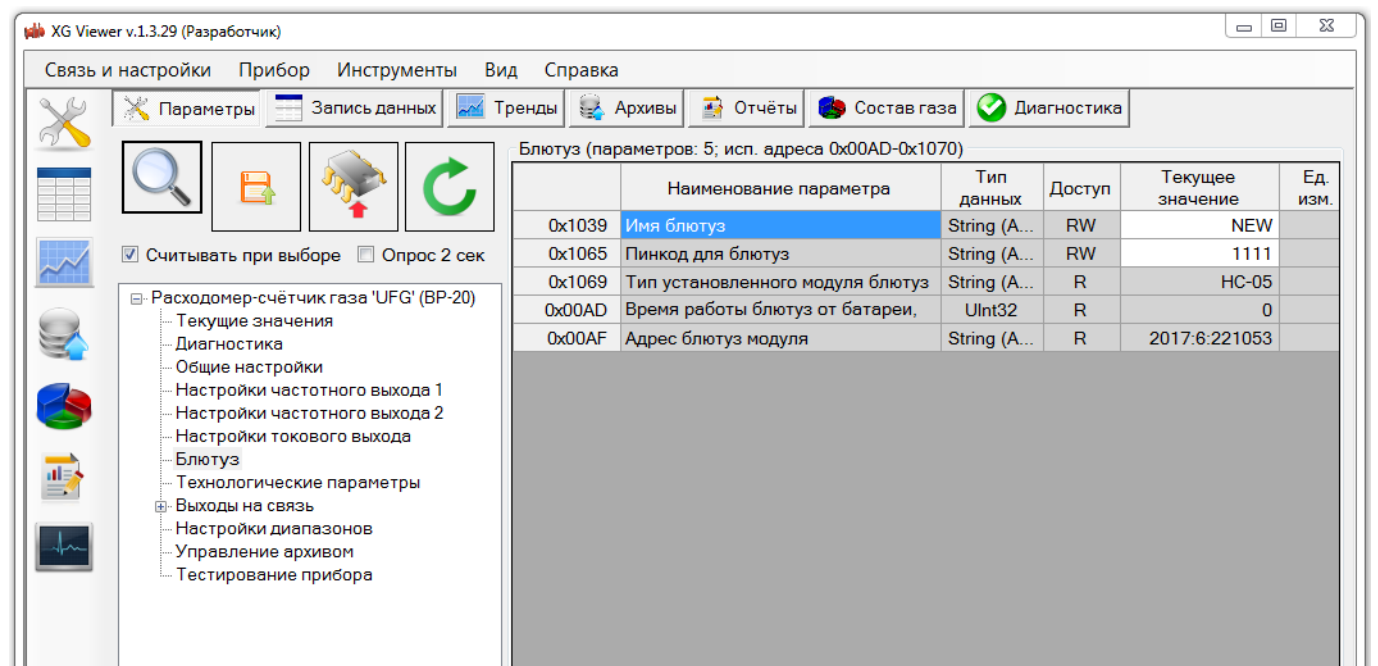 XG Viewer v.1.3.29 (Разработчик)
Связь и настройки Прибор Инструменты Вид Справка
Параметры Запись данных Тренды Архивы Отчёты Состав газа Диагностика
Блютуз (параметров: 5; исп. адреса 0x00AD-0x1070)
Наименование параметра Тип данных Доступ Текущее значение Ед. изм.
0x1039 Имя блютуз String (A... RW NEW
0x1065 Пинкод для блютуз String (A... RW 1111
0x1069 Тип установленного модуля блютуз String (A... R HC-05
0x00AD Время работы блютуз от батареи, UInt32 R 0
0x00AF Адрес блютуз модуля String (A... R 2017:6:221053
Считывать при выборе Опрос 2 сек
Расходомер-счётчик газа 'UFG' (ВР-20)
Текущие значения
Диагностика
Общие настройки
Настройки частотного выхода 1
Настройки частотного выхода 2
Настройки токового выхода
Блютуз
Технологические параметры
Выходы на связь
Настройки диапазонов
Управление архивом
Тестирование прибора